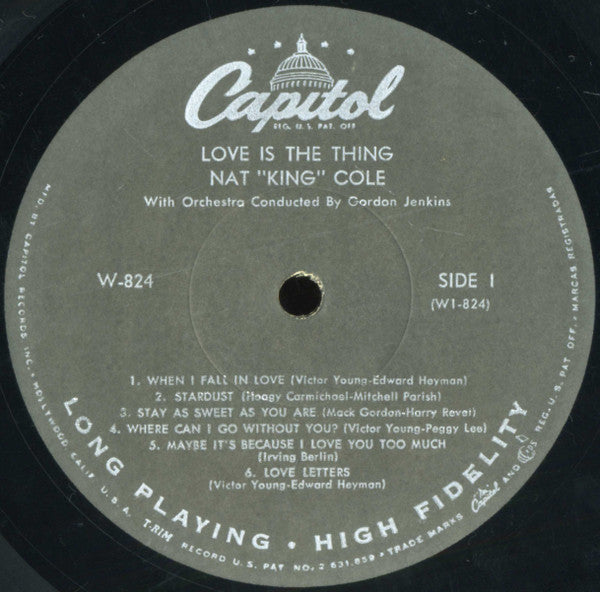 Capitol
REG. U.S. PAT. OFF.
LOVE IS THE THING
NAT "KING" COLE
With Orchestra Conducted By Gordon Jenkins
W-824
SIDE 1
(W1-824)
1. WHEN I FALL IN LOVE (Victor Young-Edward Heyman)
2. STARDUST (Hoagy Carmichael-Mitchell Parish)
3. STAY AS SWEET AS YOU ARE (Mack Gordon-Harry Revel)
4. WHERE CAN I GO WITHOUT YOU? (Victor Young-Peggy Lee)
5. MAYBE IT'S BECAUSE I LOVE YOU TOO MUCH
(Irving Berlin)
6. LOVE LETTERS
(Victor Young-Edward Heyman)
LONG PLAYING • HIGH FIDELITY
MFD. BY CAPITOL RECORDS, INC. • HOLLYWOOD, CALIF., U.S.A. T-RIM RECORD U.S. PAT. NO. 2 631,859 • TRADE MARKS Capitol AND REG. U.S. PAT. OFF. • MARCAS REGISTRADAS